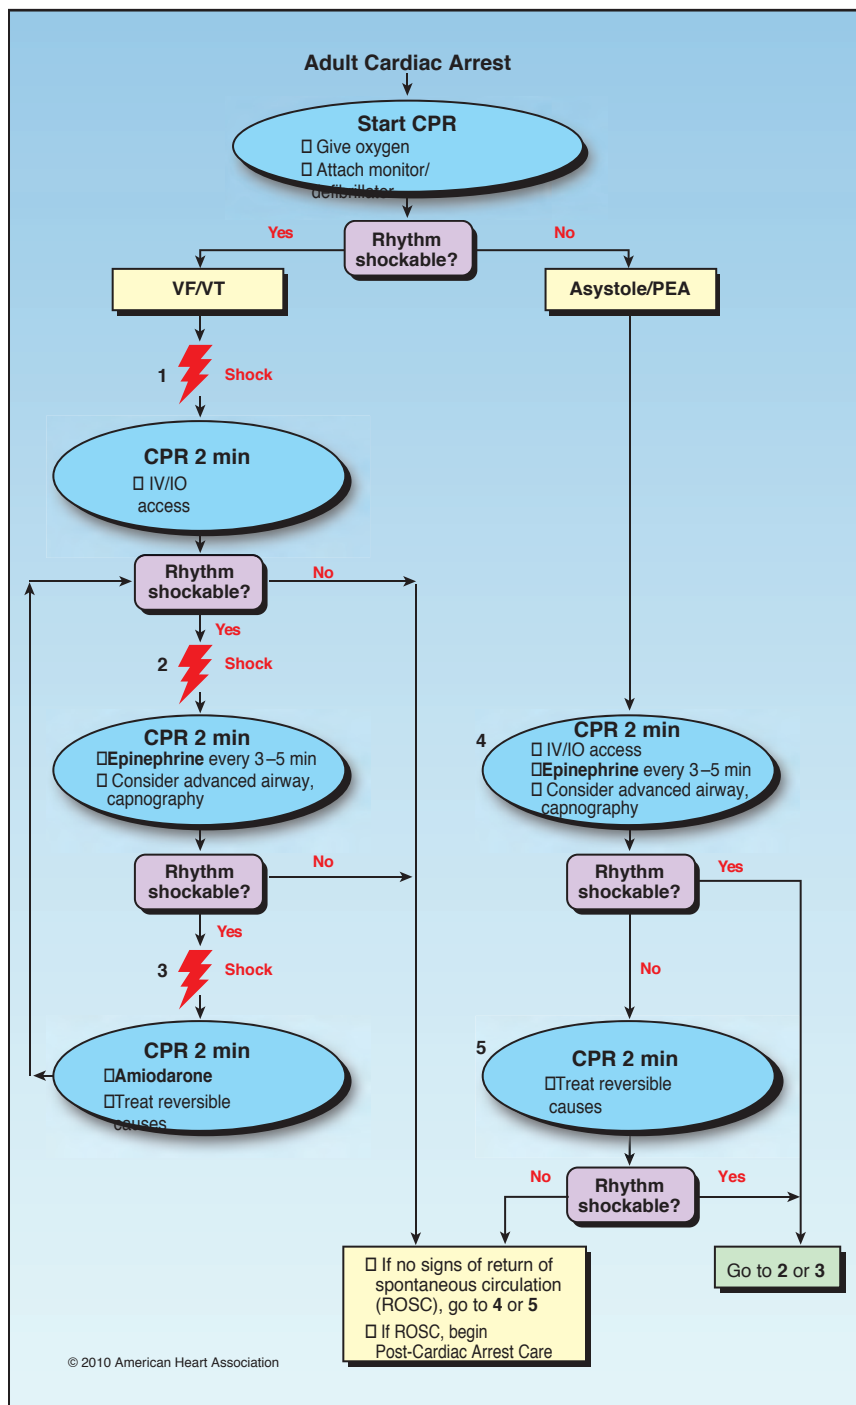 Adult Cardiac Arrest
Start CPR
☐ Give oxygen
☐ Attach monitor/
defibrillator
Yes
Rhythm
shockable?
No
VF/VT
Asystole/PEA
1
Shock
CPR 2 min
☐ IV/IO
access
Rhythm
shockable?
No
Yes
2
Shock
CPR 2 min
☐Epinephrine every 3–5 min
☐ Consider advanced airway,
capnography
4
CPR 2 min
☐ IV/IO access
☐Epinephrine every 3–5 min
☐ Consider advanced airway,
capnography
Rhythm
shockable?
No
Rhythm
shockable?
Yes
Yes
3
Shock
No
CPR 2 min
☐Amiodarone
☐Treat reversible
causes
5
CPR 2 min
☐Treat reversible
causes
No
Rhythm
shockable?
Yes
☐ If no signs of return of
spontaneous circulation
(ROSC), go to 4 or 5
☐ If ROSC, begin
Post-Cardiac Arrest Care
Go to 2 or 3
© 2010 American Heart Association